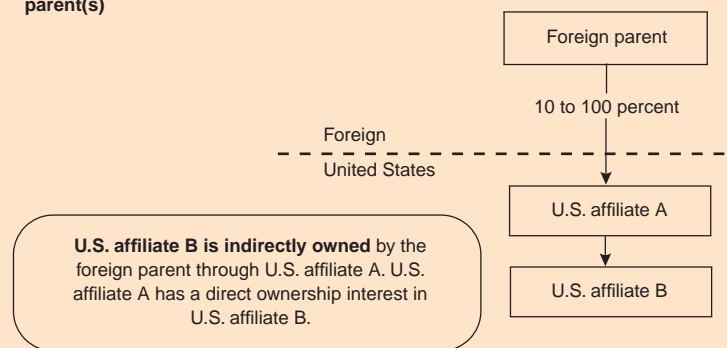 parent(s)
Foreign parent
10 to 100 percent
Foreign
United States
U.S. affiliate A
U.S. affiliate B is indirectly owned by the
foreign parent through U.S. affiliate A. U.S.
affiliate A has a direct ownership interest in
U.S. affiliate B.
U.S. affiliate B